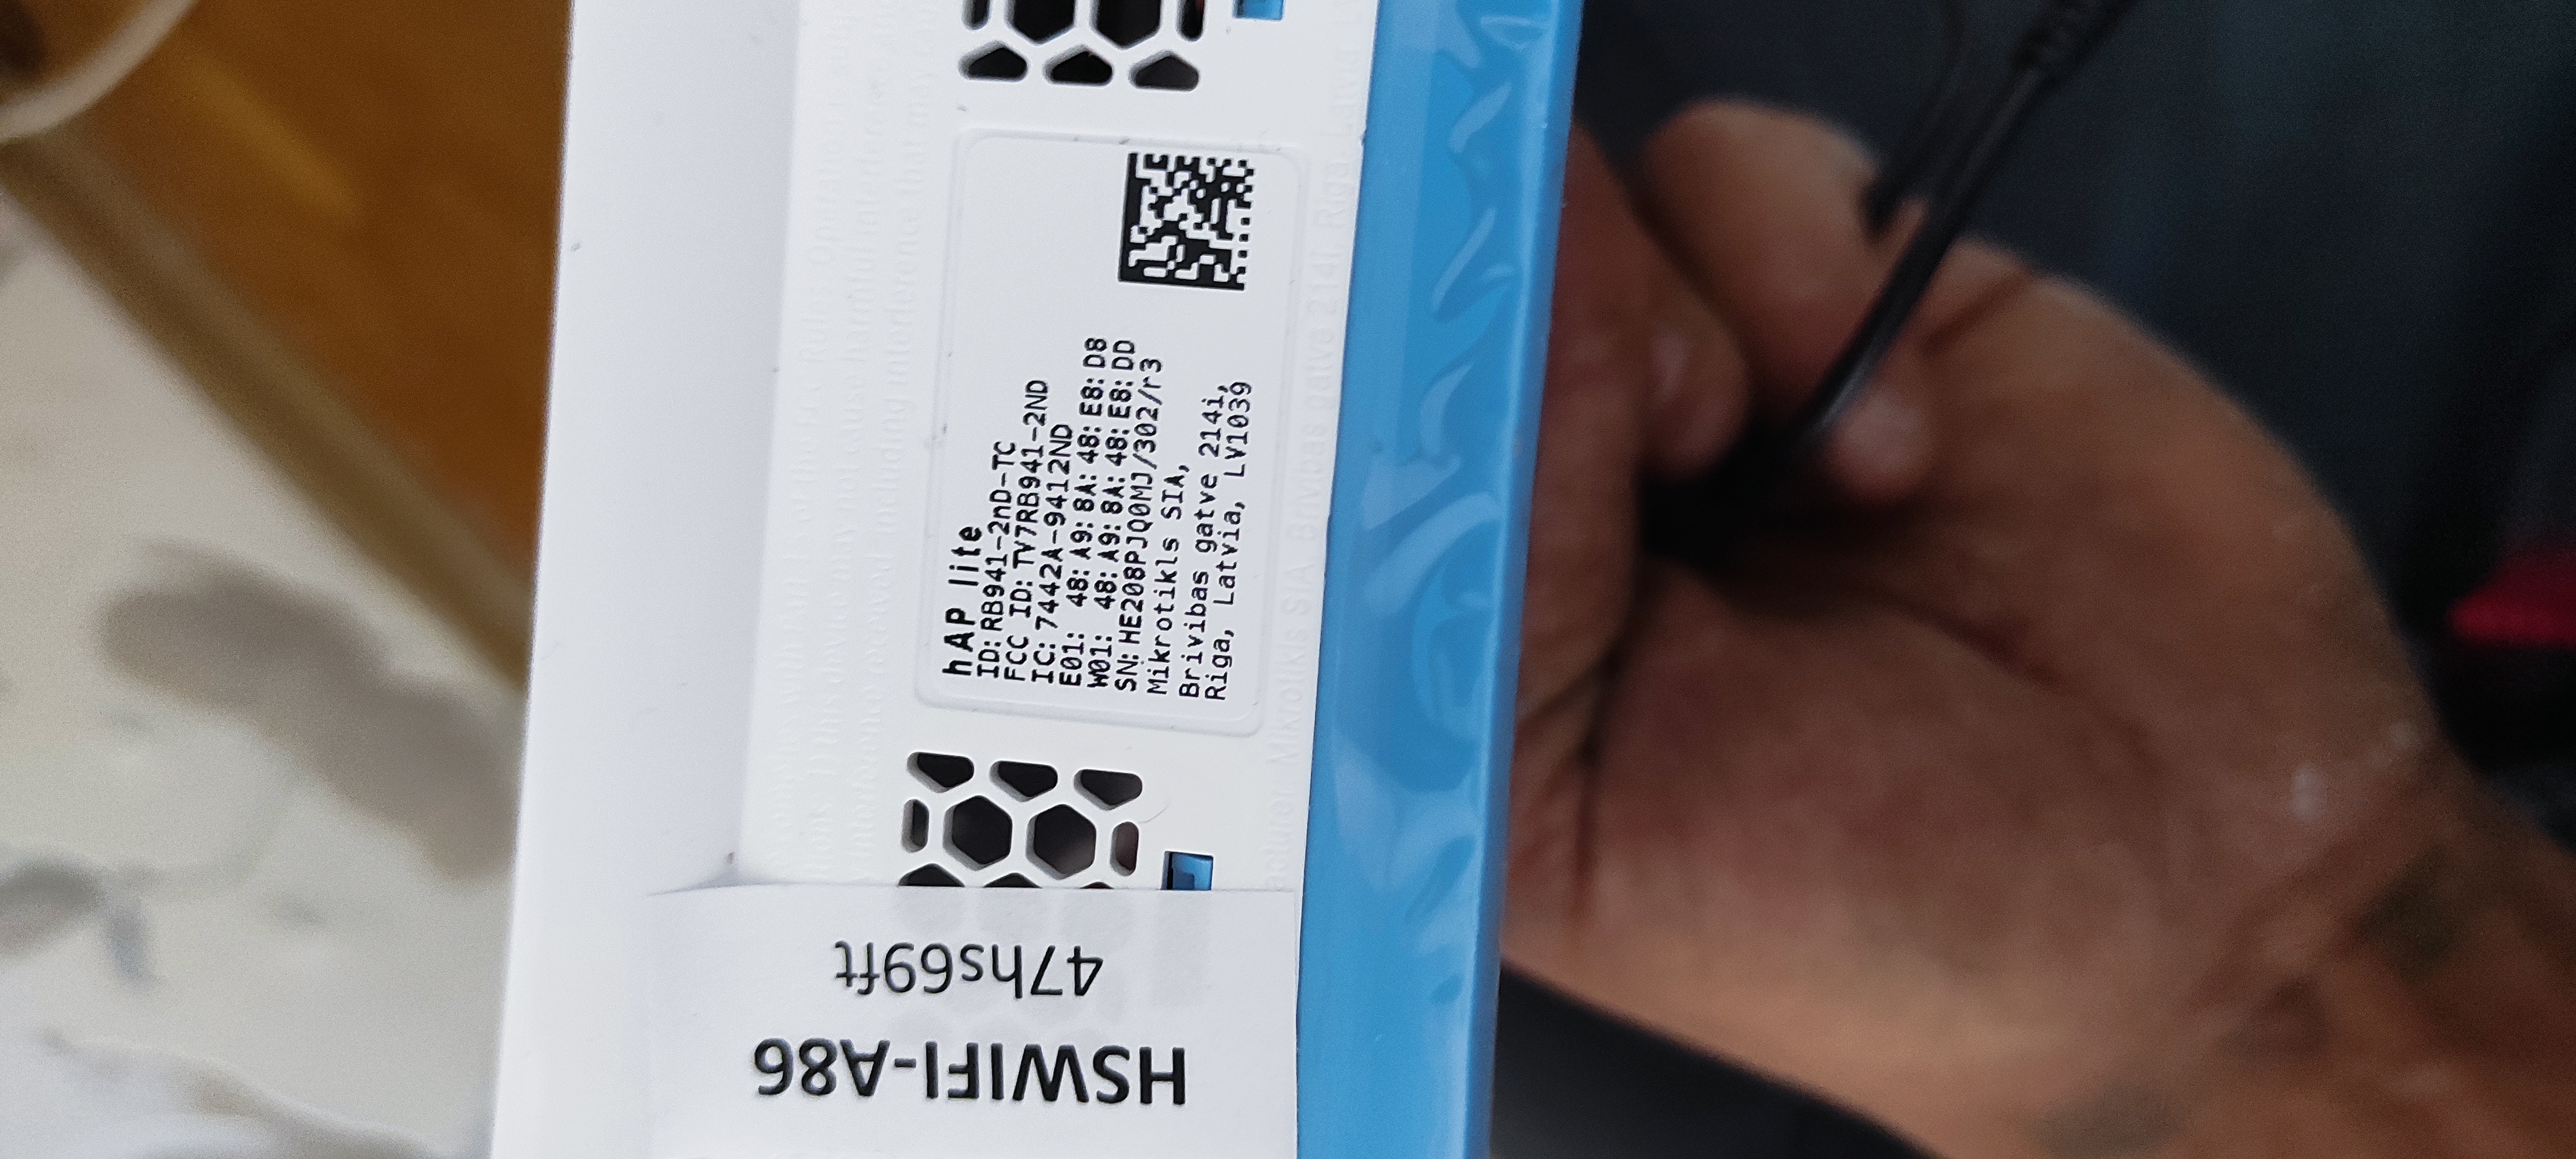 hAP lite
ID: RB941-2nD-TC
FCC ID: TV7RB941-2ND
IC: 7442A-9412ND
E01: 48:A9:8A:48:E8:D8
W01: 48:A9:8A:48:E8:DD
SN: HE208PJQ0MJ/302/r3
Mikrotikls SIA,
Brivibas gatve 214i,
Riga, Latvia, LV1039
HSWIFI-A86
47hs69ft